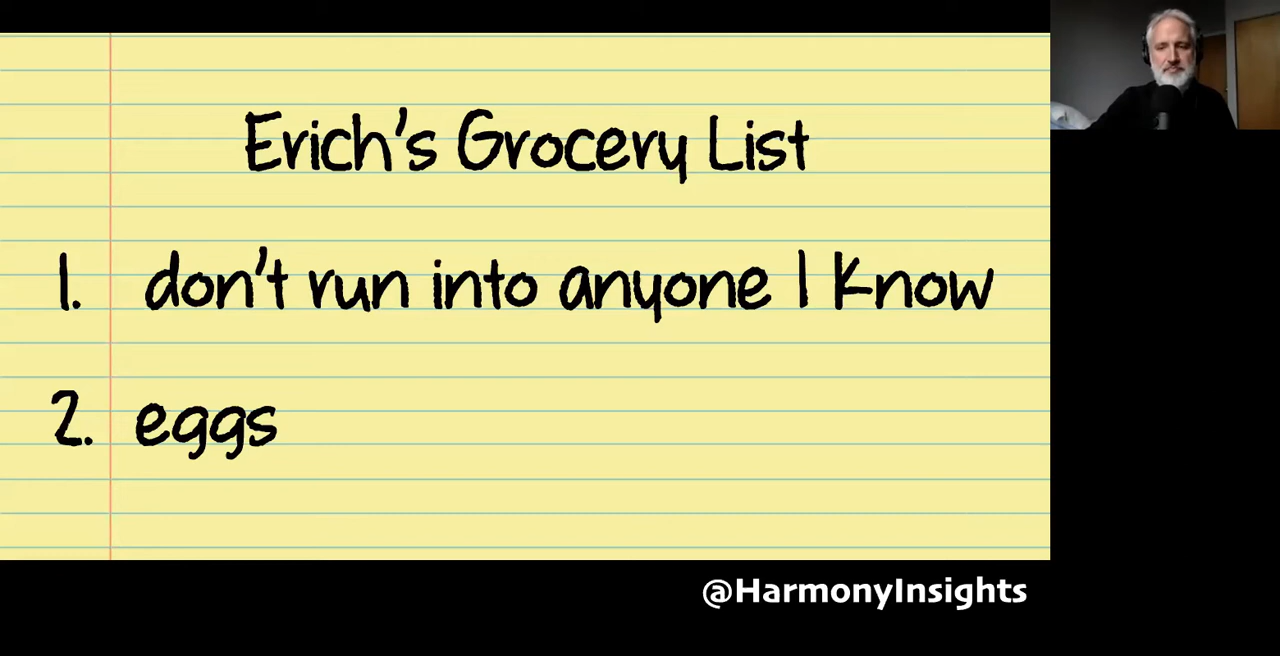 Erich's Grocery List
1. don't run into anyone I know
2. eggs
@HarmonyInsights